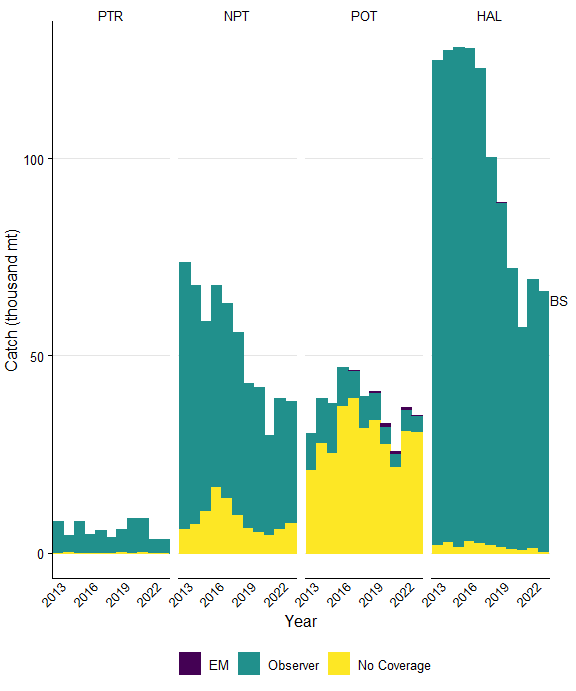 PTR NPT POT HAL
100
50
0
Catch (thousand mt)
BS
2013 2016 2019 2022 2013 2016 2019 2022 2013 2016 2019 2022 2013 2016 2019 2022
Year
EM Observer No Coverage